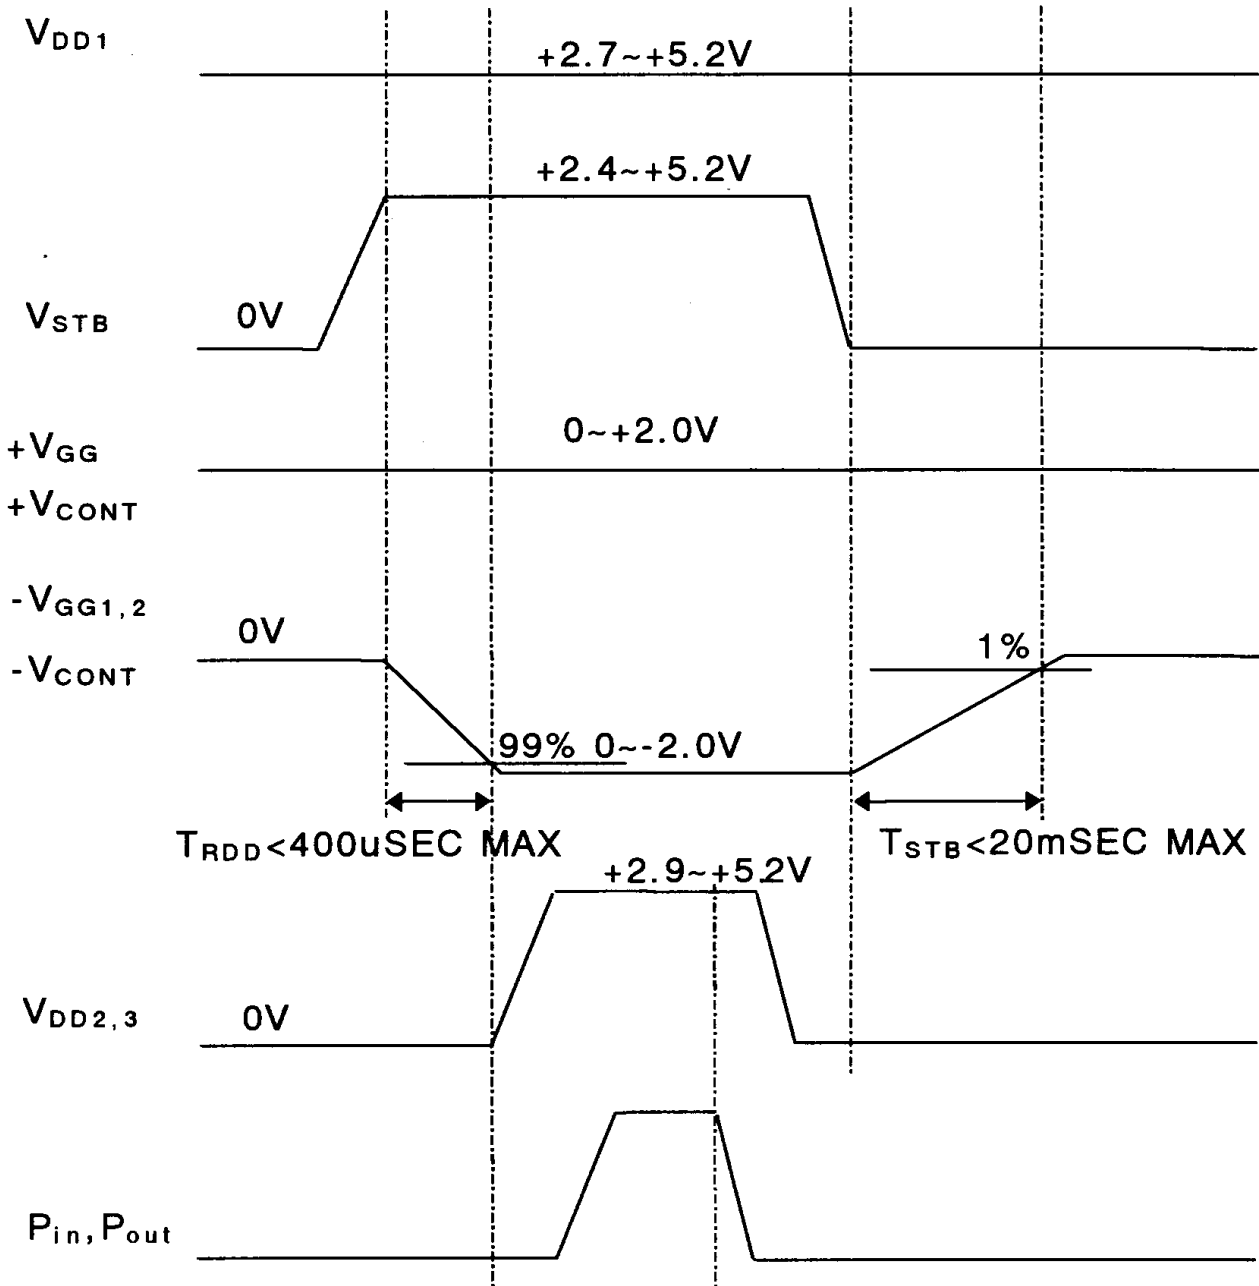 VDD1
+2.7~+5.2V
+2.4~+5.2V
VSTB
0V
0~+2.0V
+VGG
+VCONT
-VGG1,2
0V
-VCONT
1%
99% 0~-2.0V
TRDD<400uSEC MAX
TSTB<20mSEC MAX
+2.9~+5.2V
VDD2,3
0V
Pin,Pout